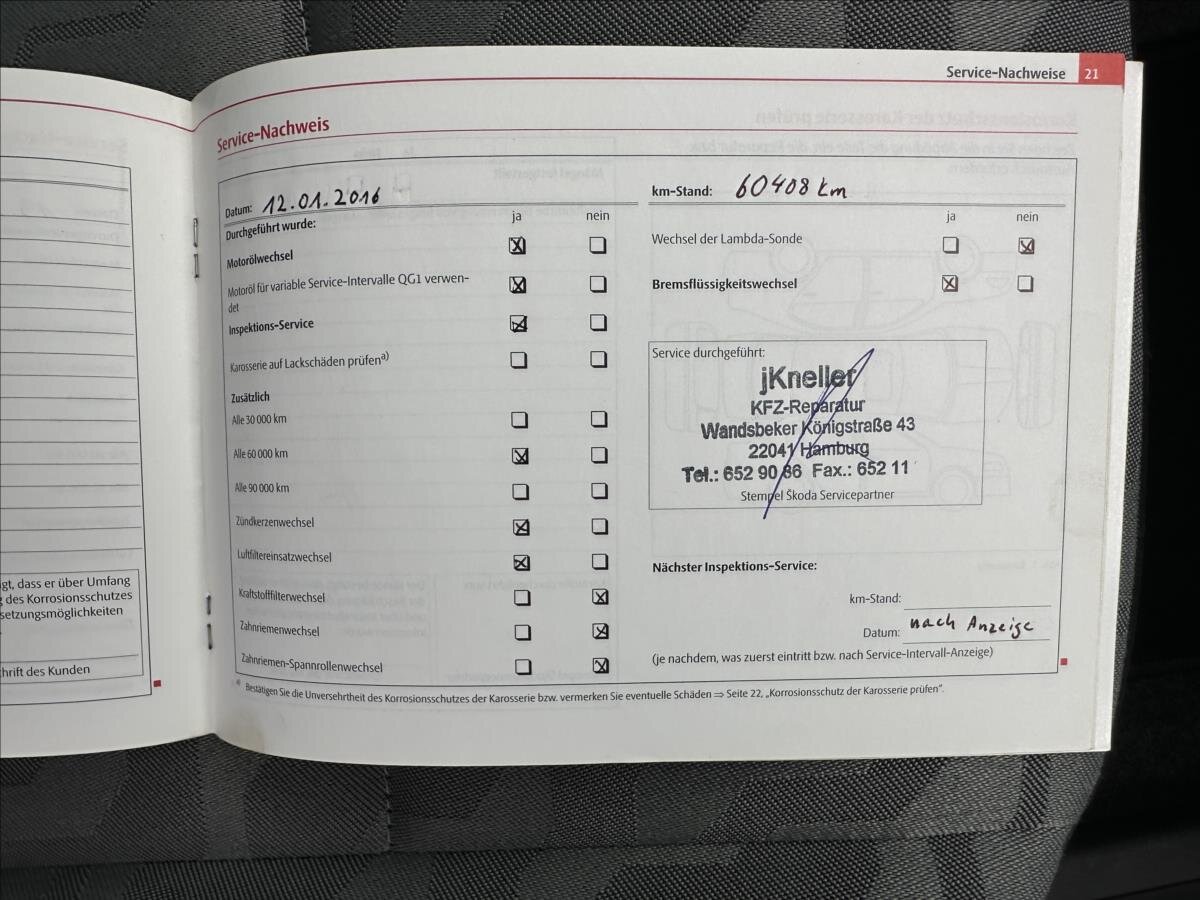 Service-Nachweise 21
Service-Nachweis
Datum: 12.01.2016
km-Stand: 60408 km
Durchgeführt wurde:
ja nein
Motorölwechsel
Motoröl für variable Service-Intervalle QG1 verwen-
det
Inspektions-Service
Karosserie auf Lackschäden prüfen a)
Zusätzlich
Alle 30 000 km
Alle 60 000 km
Alle 90 000 km
Zündkerzenwechsel
Luftfiltereinsatzwechsel
Kraftstofffilterwechsel
Zahnriemenwechsel
Zahnriemen-Spannrollenwechsel
ja nein
Wechsel der Lambda-Sonde
Bremsflüssigkeitswechsel
Service durchgeführt:
jKneller
KFZ-Reparatur
Wandsbeker Königstraße 43
22041 Hamburg
Tel.: 652 90 86 Fax.: 652 11
Stempel Škoda Servicepartner
Nächster Inspektions-Service:
km-Stand:
Datum: nach Anzeige
(je nachdem, was zuerst eintritt bzw. nach Service-Intervall-Anzeige)
a) Bestätigen Sie die Unversehrtheit des Korrosionsschutzes der Karosserie bzw. vermerken Sie eventuelle Schäden ⇒ Seite 22, „Korrosionsschutz der Karosserie prüfen".
gt, dass er über Umfang
g des Korrosionsschutzes
setzungsmöglichkeiten
hrift des Kunden